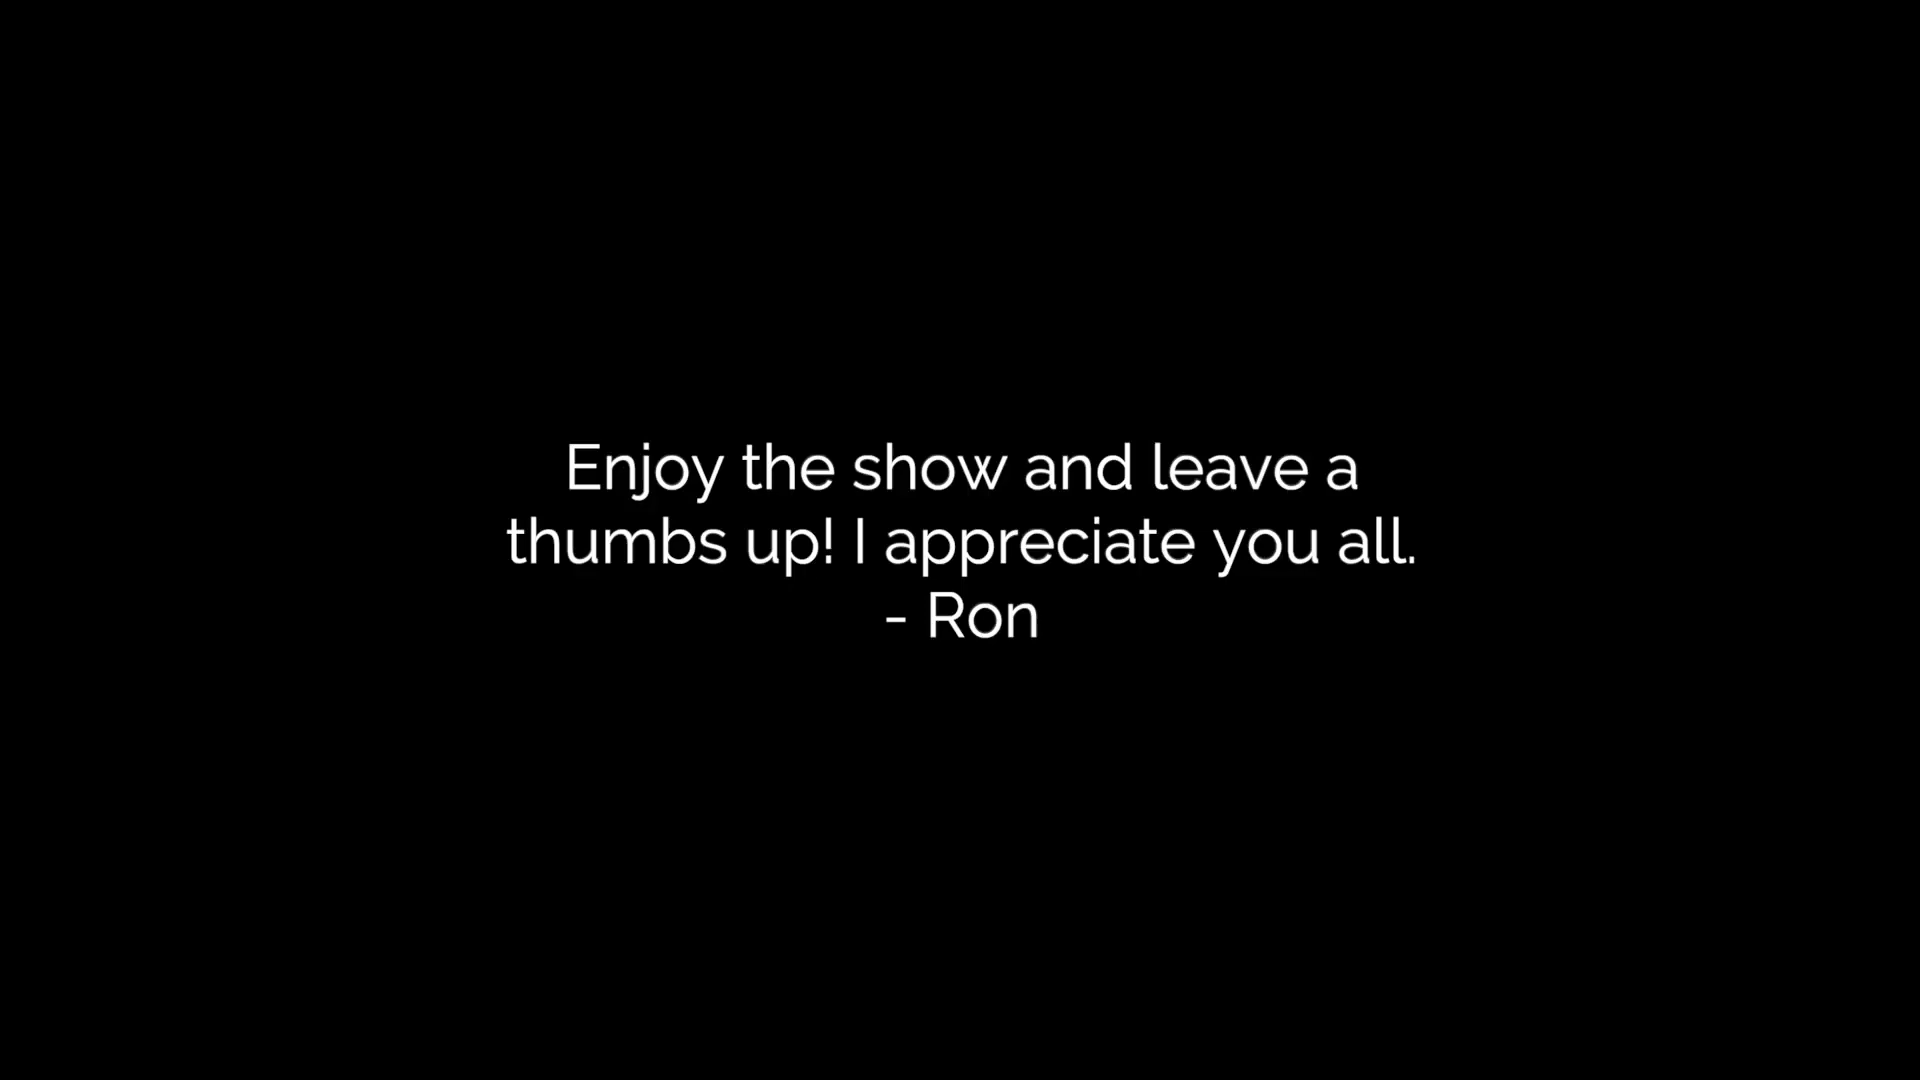 Enjoy the show and leave a
thumbs up! I appreciate you all.
- Ron